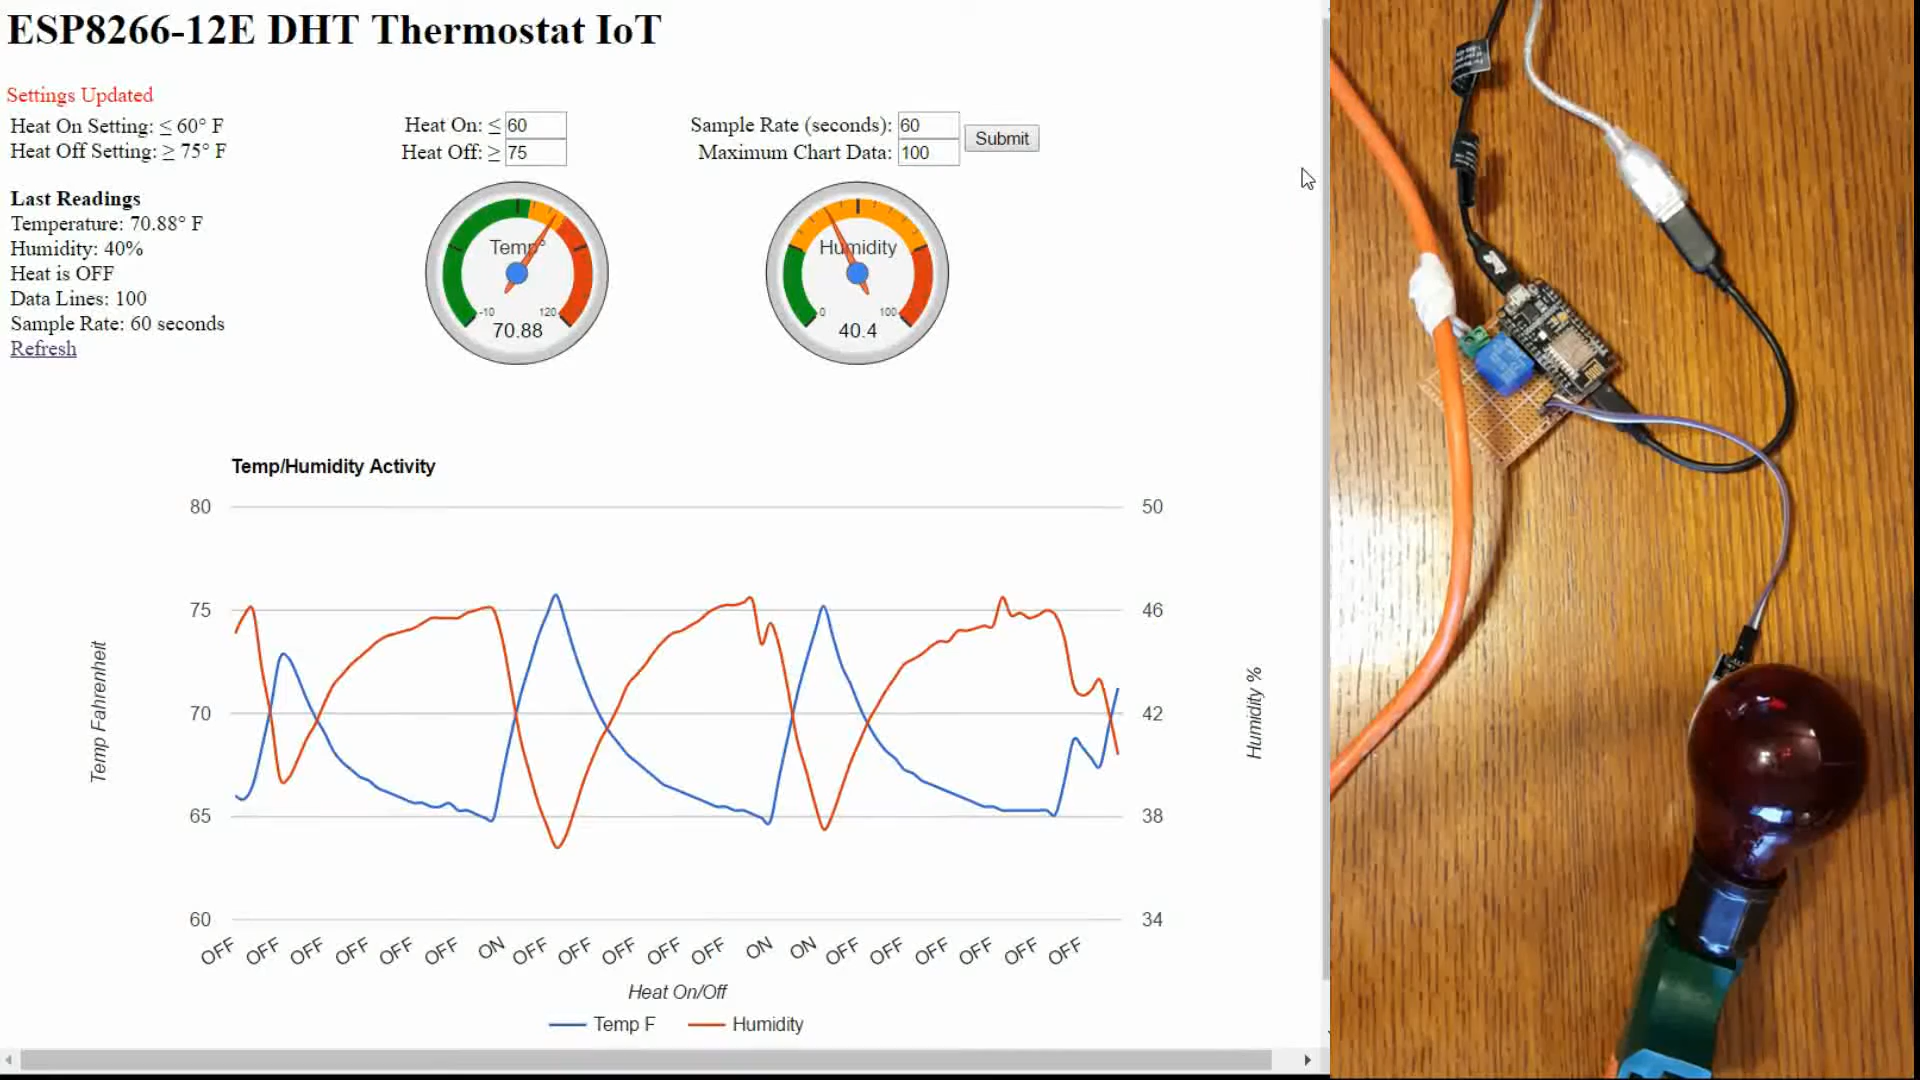 ESP8266-12E DHT Thermostat IoT
Settings Updated
Heat On Setting: ≤ 60° F
Heat Off Setting: ≥ 75° F
Heat On: ≤ 60
Heat Off: ≥ 75
Sample Rate (seconds): 60
Maximum Chart Data: 100
Submit
Last Readings
Temperature: 70.88° F
Humidity: 40%
Heat is OFF
Data Lines: 100
Sample Rate: 60 seconds
Refresh
Temp°
-10 120
70.88
Humidity
0 100
40.4
Temp/Humidity Activity
80
75
70
65
60
Temp Fahrenheit
50
46
42
38
34
Humidity %
OFF OFF OFF OFF OFF OFF ON OFF OFF OFF OFF OFF ON ON OFF OFF OFF OFF OFF OFF
Heat On/Off
Temp F Humidity